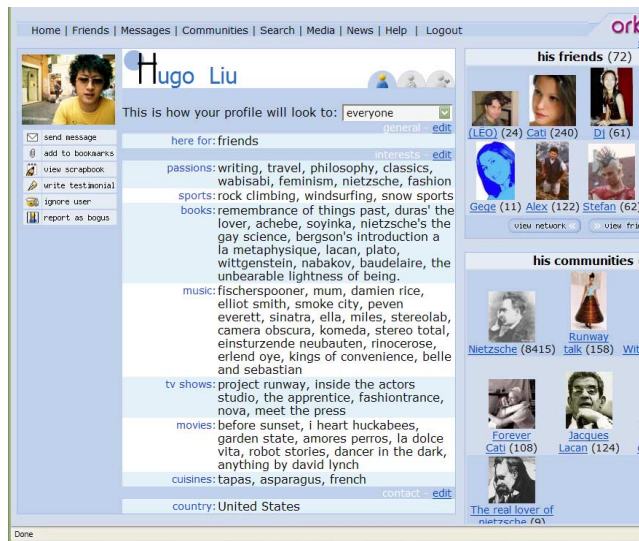 Home | Friends | Messages | Communities | Search | Media | News | Help | Logout
ork
Hugo Liu
This is how your profile will look to: everyone
general - edit
here for: friends
interests - edit
passions: writing, travel, philosophy, classics,
wabisabi, feminism, nietzsche, fashion
sports: rock climbing, windsurfing, snow sports
books: remembrance of things past, duras' the
lover, achebe, soyinka, nietzsche's the
gay science, bergson's introduction a
la metaphysique, lacan, plato,
wittgenstein, nabakov, baudelaire, the
unbearable lightness of being.
music: fischerspooner, mum, damien rice,
elliot smith, smoke city, peven
everett, sinatra, ella, miles, stereolab,
camera obscura, komeda, stereo total,
einsturzende neubauten, rinocerose,
erlend oye, kings of convenience, belle
and sebastian
tv shows: project runway, inside the actors
studio, the apprentice, fashiontrance,
nova, meet the press
movies: before sunset, i heart huckabees,
garden state, amores perros, la dolce
vita, robot stories, dancer in the dark,
anything by david lynch
cuisines: tapas, asparagus, french
contact - edit
country: United States
send message
add to bookmarks
view scrapbook
write testimonial
ignore user
report as bogus
his friends (72)
(LEO) (24) Cati (240) Dj (61)
Gege (11) Alex (122) Stefan (62)
view network view frie
his communities
Nietzsche (8415)
Runway
talk (158)
Wit
Forever
Cati (108)
Jacques
Lacan (124)
The real lover of
nietzsche (9)
Done